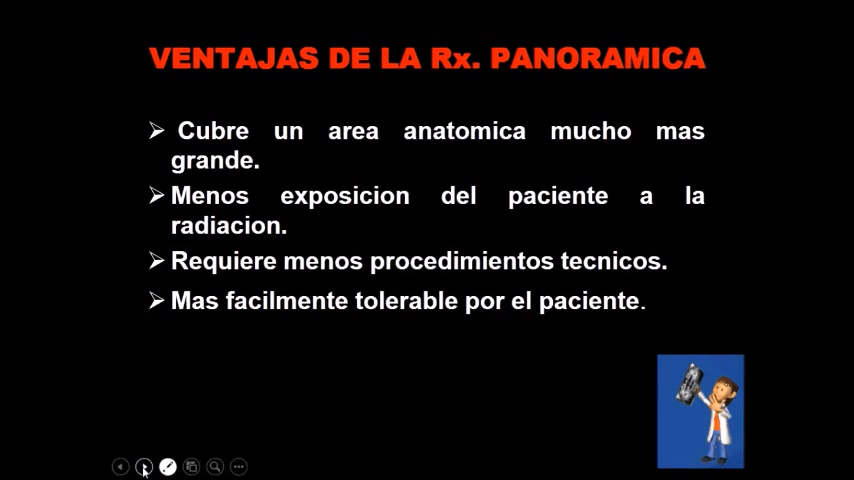 VENTAJAS DE LA Rx. PANORAMICA
➢ Cubre un area anatomica mucho mas
grande.
➢ Menos exposicion del paciente a la
radiacion.
➢ Requiere menos procedimientos tecnicos.
➢ Mas facilmente tolerable por el paciente.